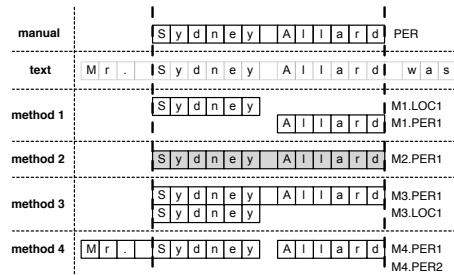 manual Sydney Allard PER
text Mr. Sydney Allard was
method 1 Sydney M1.LOC1
Allard M1.PER1
method 2 Sydney Allard M2.PER1
method 3 Sydney Allard M3.PER1
Sydney M3.LOC1
method 4 Mr. Sydney Allard M4.PER1
M4.PER2